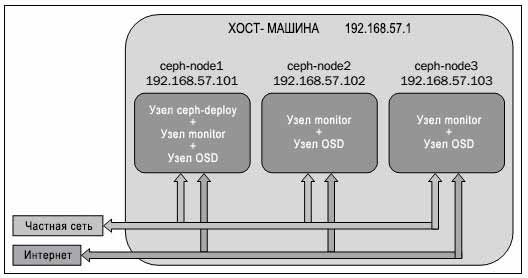 ХОСТ- МАШИНА 192.168.57.1
ceph-node1
192.168.57.101
ceph-node2
192.168.57.102
ceph-node3
192.168.57.103
Узел ceph-deploy
+
Узел monitor
+
Узел OSD
Узел monitor
+
Узел OSD
Узел monitor
+
Узел OSD
Частная сеть
Интернет